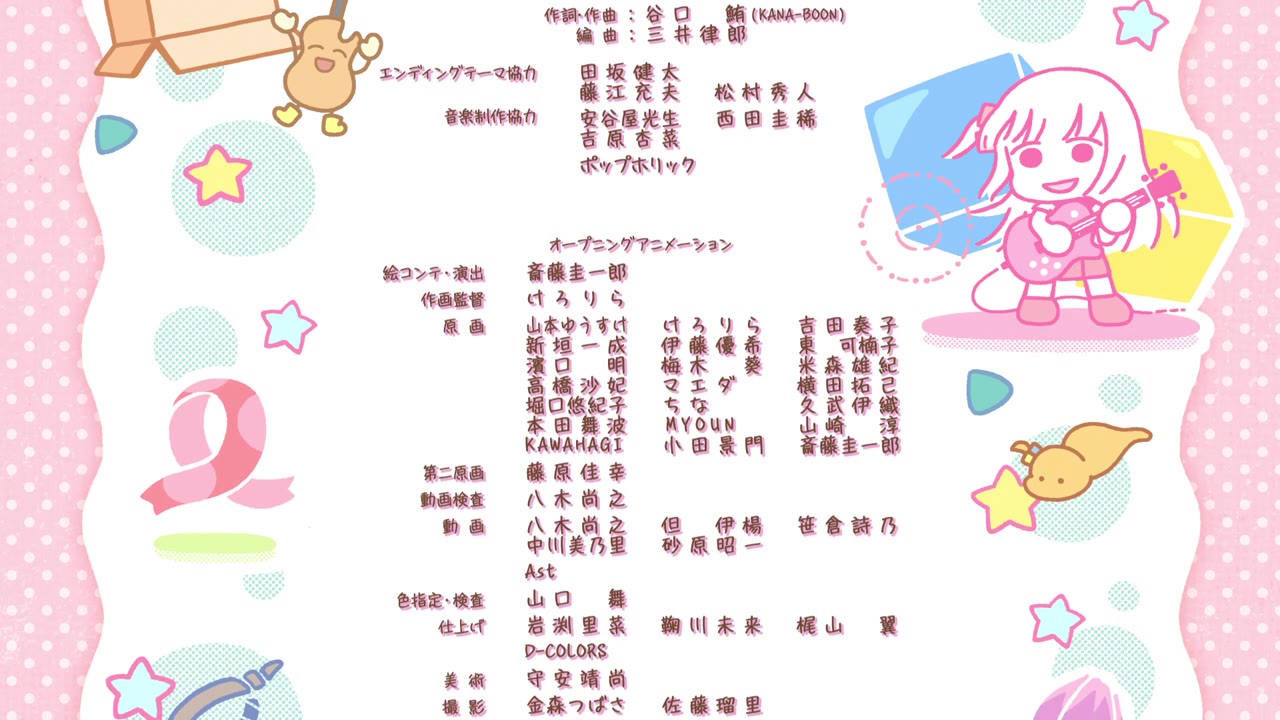 作詞・作曲 : 谷口 鮪 (KANA-BOON)
編曲 : 三井律郎
エンディングテーマ協力 田坂健太
藤江充夫 松村秀人
音楽制作協力 安谷屋光生 西田圭稀
吉原杏菜
ポップホリック
オープニングアニメーション
絵コンテ・演出 斎藤圭一郎
作画監督 けろりら
原画 山本ゆうすけ けろりら 吉田奏子
新垣一成 伊藤優希 東 可楠子
濱口 明 梅木 葵 米森雄紀
高橋沙妃 マエダ 横田拓己
堀口悠紀子 ちな 久武伊織
本田舞波 MYOUN 山崎 淳
KAWAHAGI 小田景門 斎藤圭一郎
第二原画 藤原佳幸
動画検査 八木尚之
動画 八木尚之 但 伊楊 笹倉詩乃
中川美乃里 砂原昭一
Ast
色指定・検査 山口 舞
仕上げ 岩渕里菜 鞠川未来 梶山 翼
D-COLORS
美術 守安靖尚
撮影 金森つばさ 佐藤瑠里